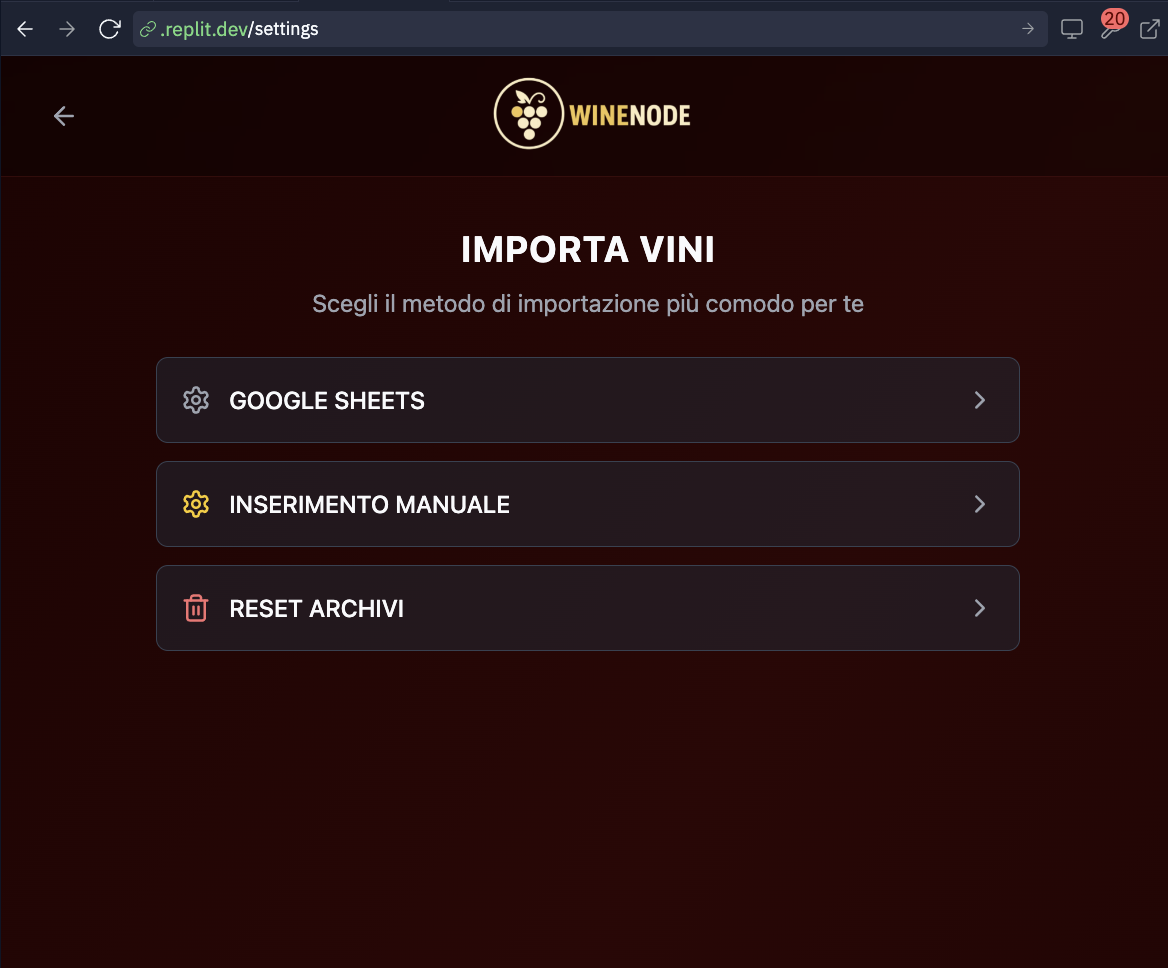 .replit.dev/settings
20
WINENODE
IMPORTA VINI
Scegli il metodo di importazione più comodo per te
GOOGLE SHEETS
INSERIMENTO MANUALE
RESET ARCHIVI